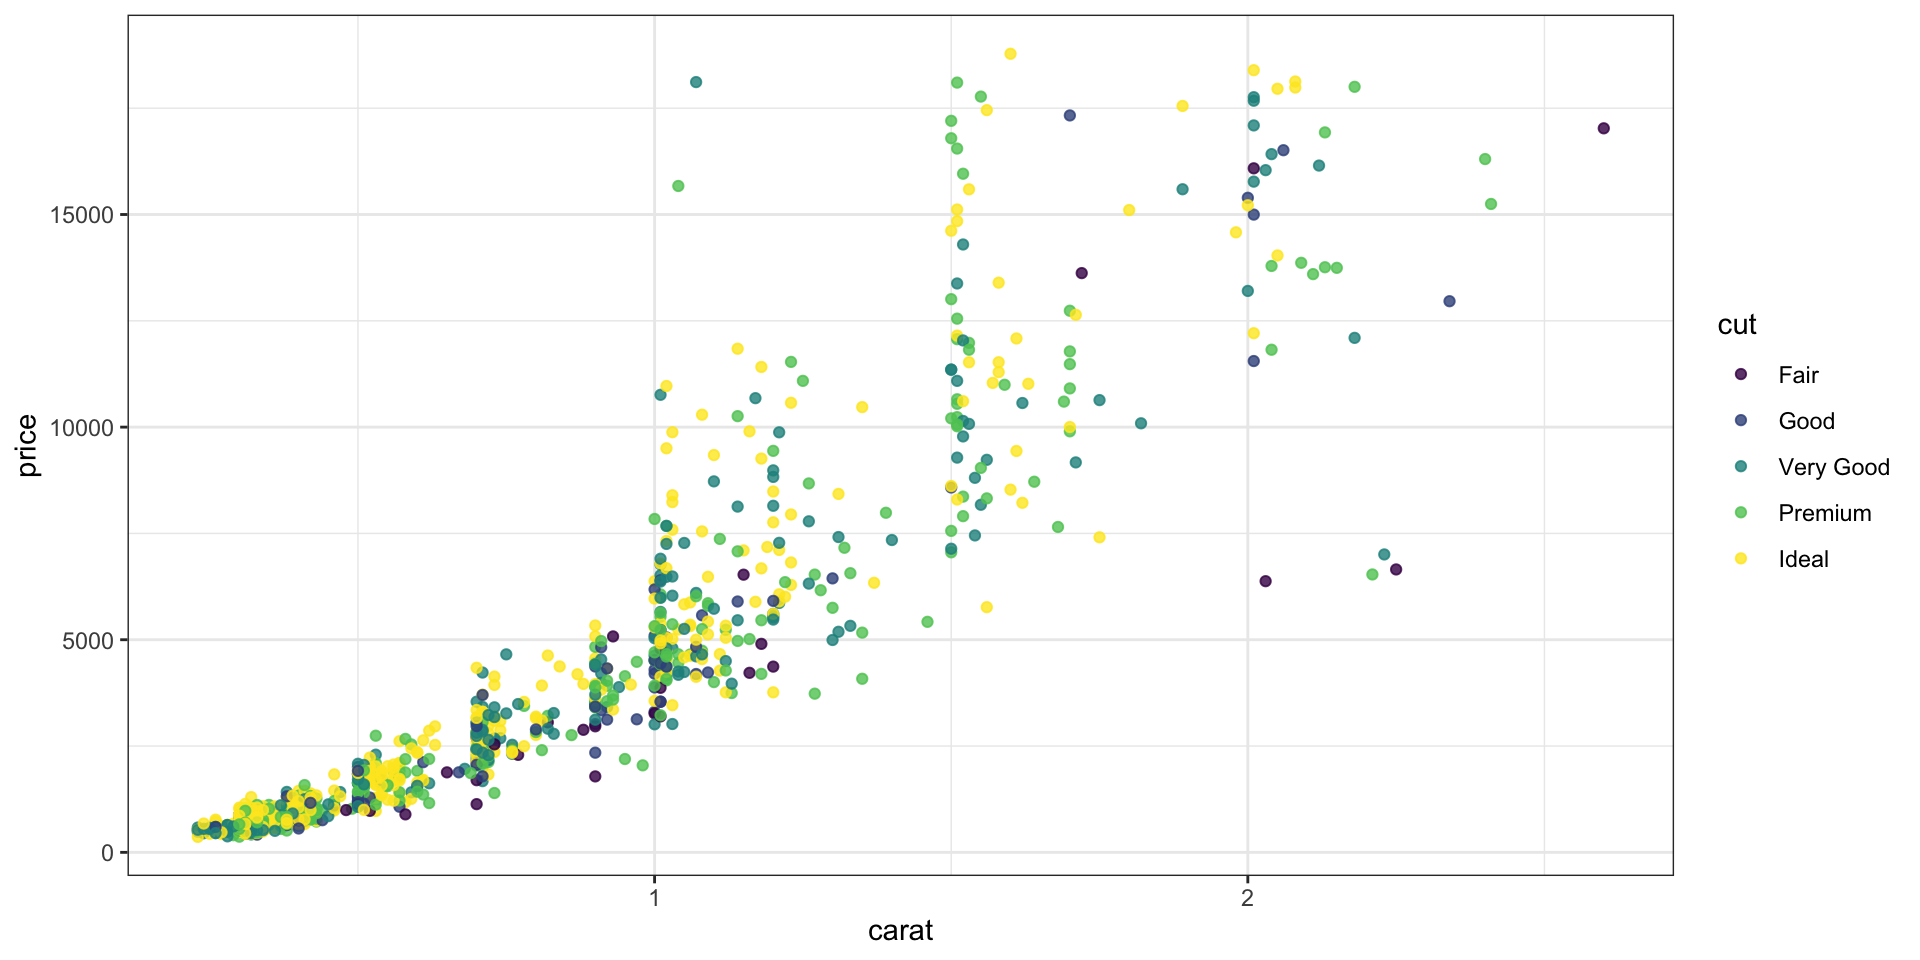 15000
10000
5000
0
price
1
2
carat
cut
Fair
Good
Very Good
Premium
Ideal